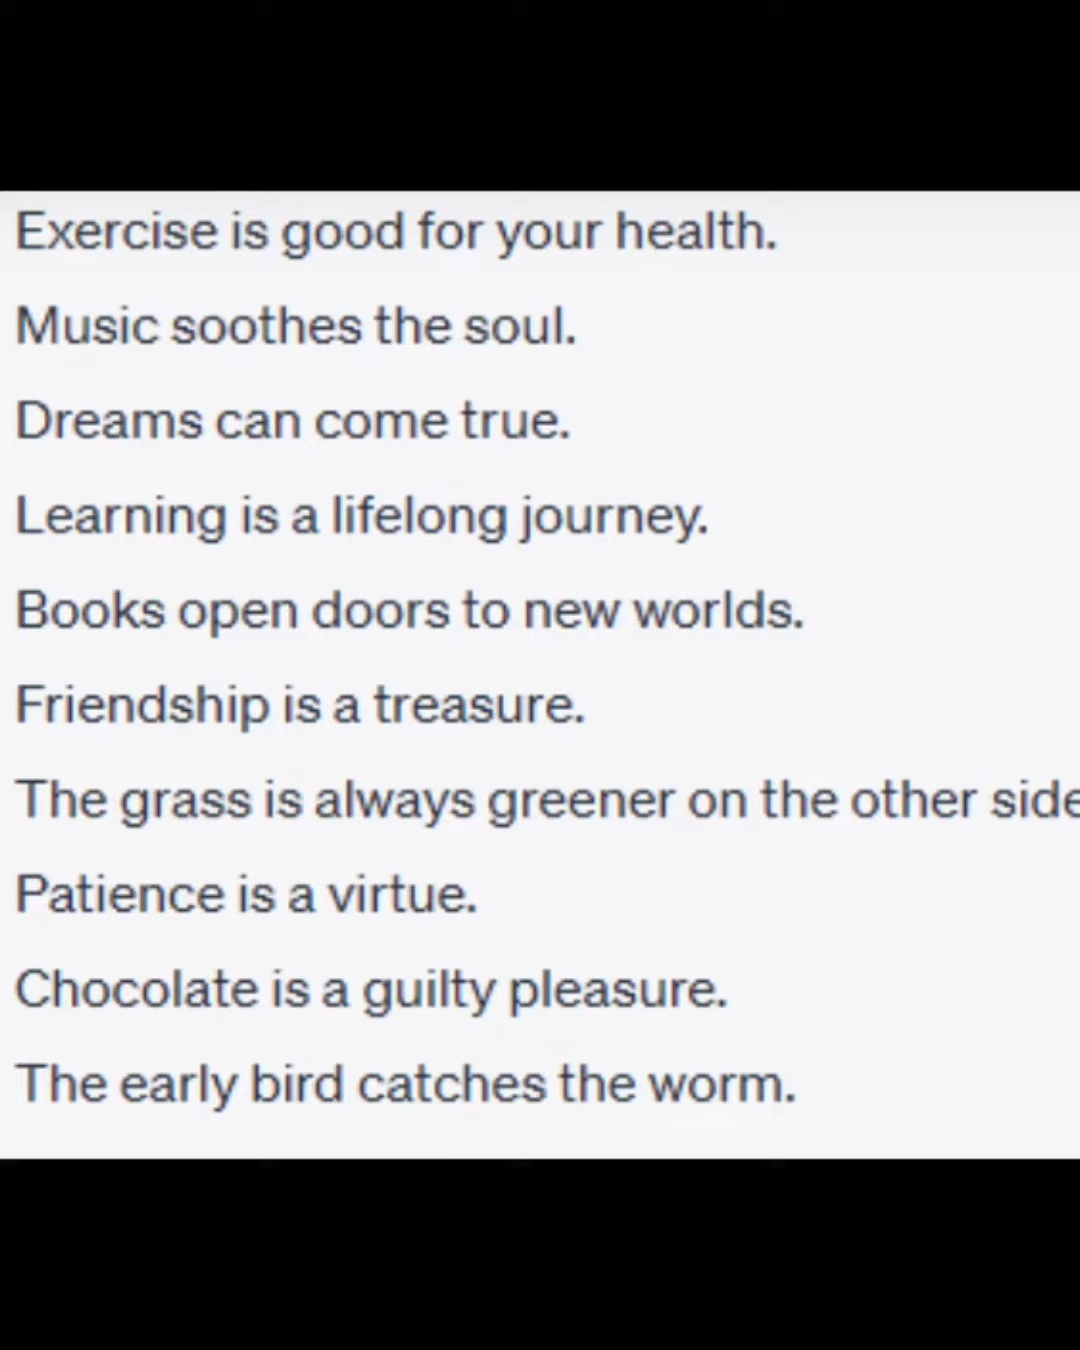 Exercise is good for your health.
Music soothes the soul.
Dreams can come true.
Learning is a lifelong journey.
Books open doors to new worlds.
Friendship is a treasure.
The grass is always greener on the other side
Patience is a virtue.
Chocolate is a guilty pleasure.
The early bird catches the worm.